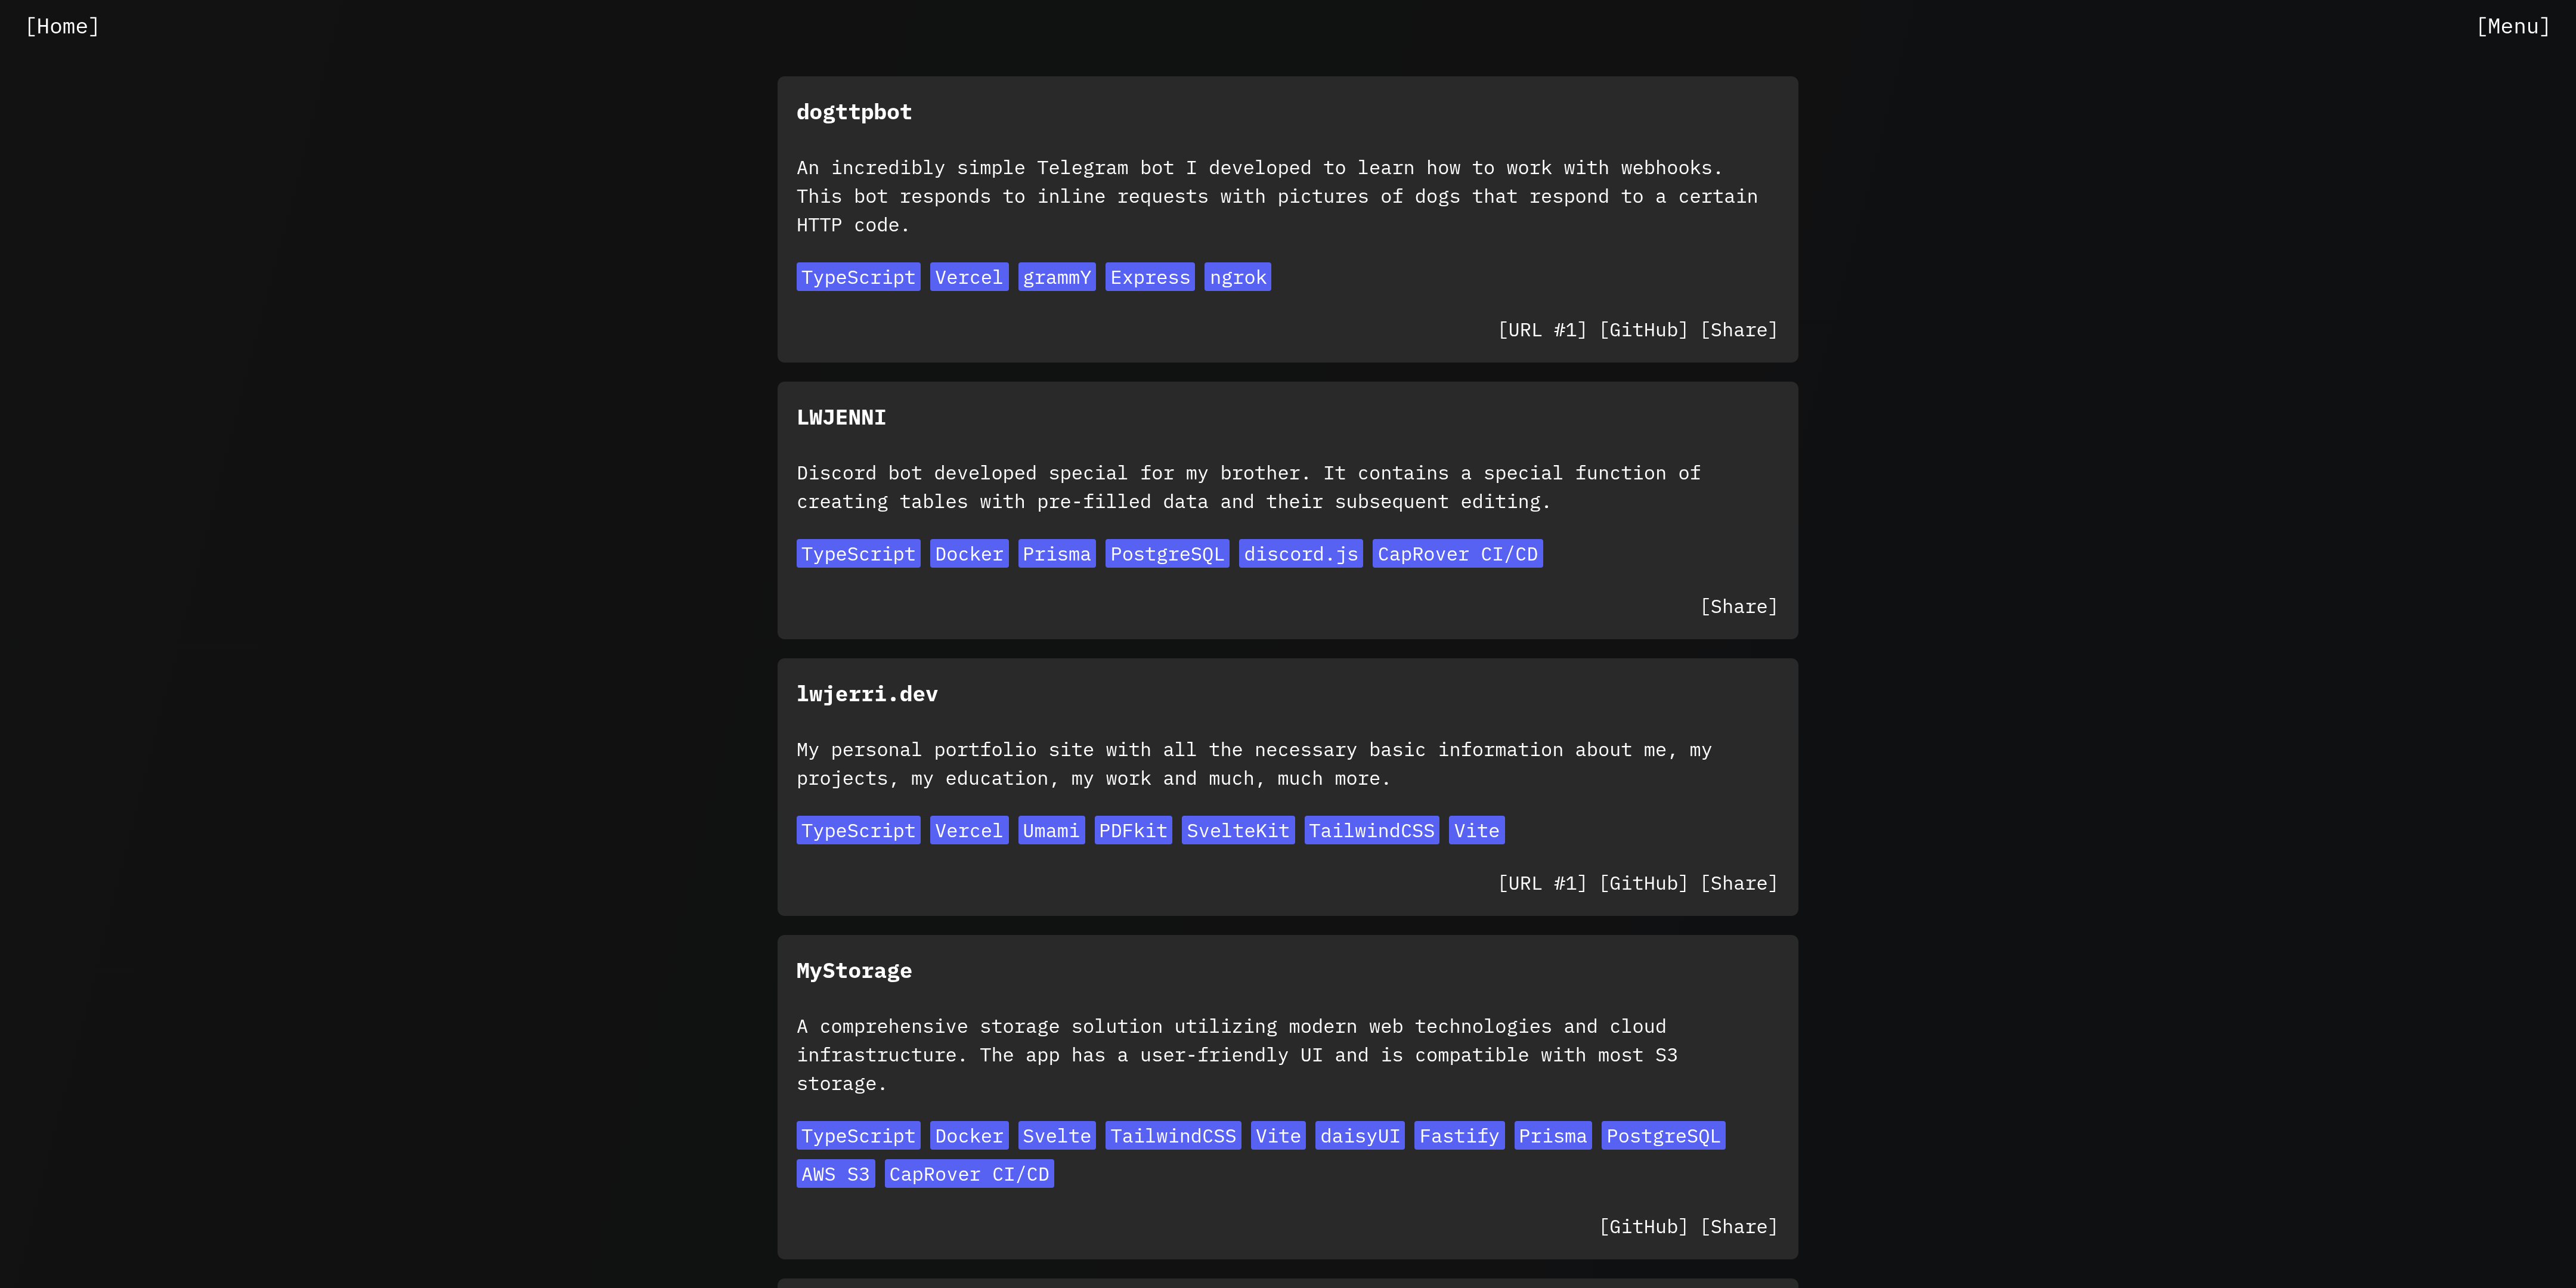 [Home] [Menu]
dogttpbot
An incredibly simple Telegram bot I developed to learn how to work with webhooks.
This bot responds to inline requests with pictures of dogs that respond to a certain
HTTP code.
TypeScript Vercel grammY Express ngrok
[URL #1] [GitHub] [Share]
LWJENNI
Discord bot developed special for my brother. It contains a special function of
creating tables with pre-filled data and their subsequent editing.
TypeScript Docker Prisma PostgreSQL discord.js CapRover CI/CD
[Share]
lwjerri.dev
My personal portfolio site with all the necessary basic information about me, my
projects, my education, my work and much, much more.
TypeScript Vercel Umami PDFkit SvelteKit TailwindCSS Vite
[URL #1] [GitHub] [Share]
MyStorage
A comprehensive storage solution utilizing modern web technologies and cloud
infrastructure. The app has a user-friendly UI and is compatible with most S3
storage.
TypeScript Docker Svelte TailwindCSS Vite daisyUI Fastify Prisma PostgreSQL
AWS S3 CapRover CI/CD
[GitHub] [Share]